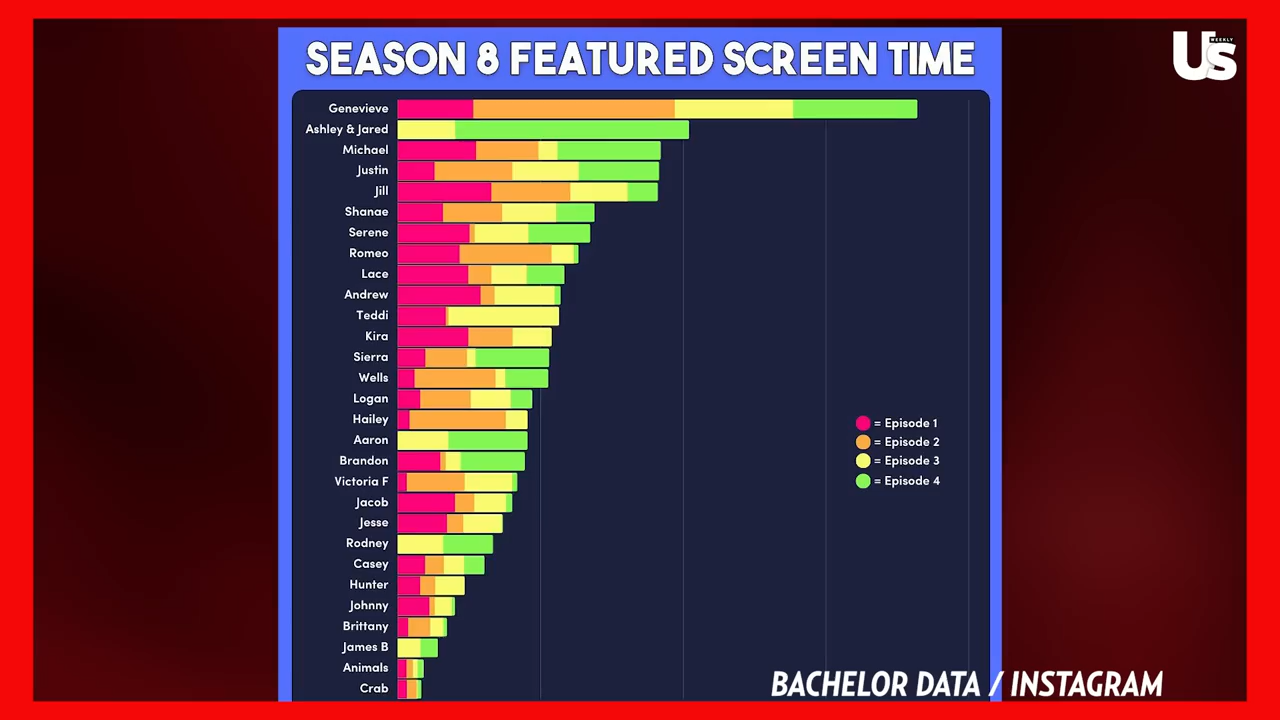 SEASON 8 FEATURED SCREEN TIME
Us
WEEKLY
Genevieve
Ashley & Jared
Michael
Justin
Jill
Shanae
Serene
Romeo
Lace
Andrew
Teddi
Kira
Sierra
Wells
Logan
Hailey
Aaron
Brandon
Victoria F
Jacob
Jesse
Rodney
Casey
Hunter
Johnny
Brittany
James B
Animals
Crab
= Episode 1
= Episode 2
= Episode 3
= Episode 4
BACHELOR DATA / INSTAGRAM